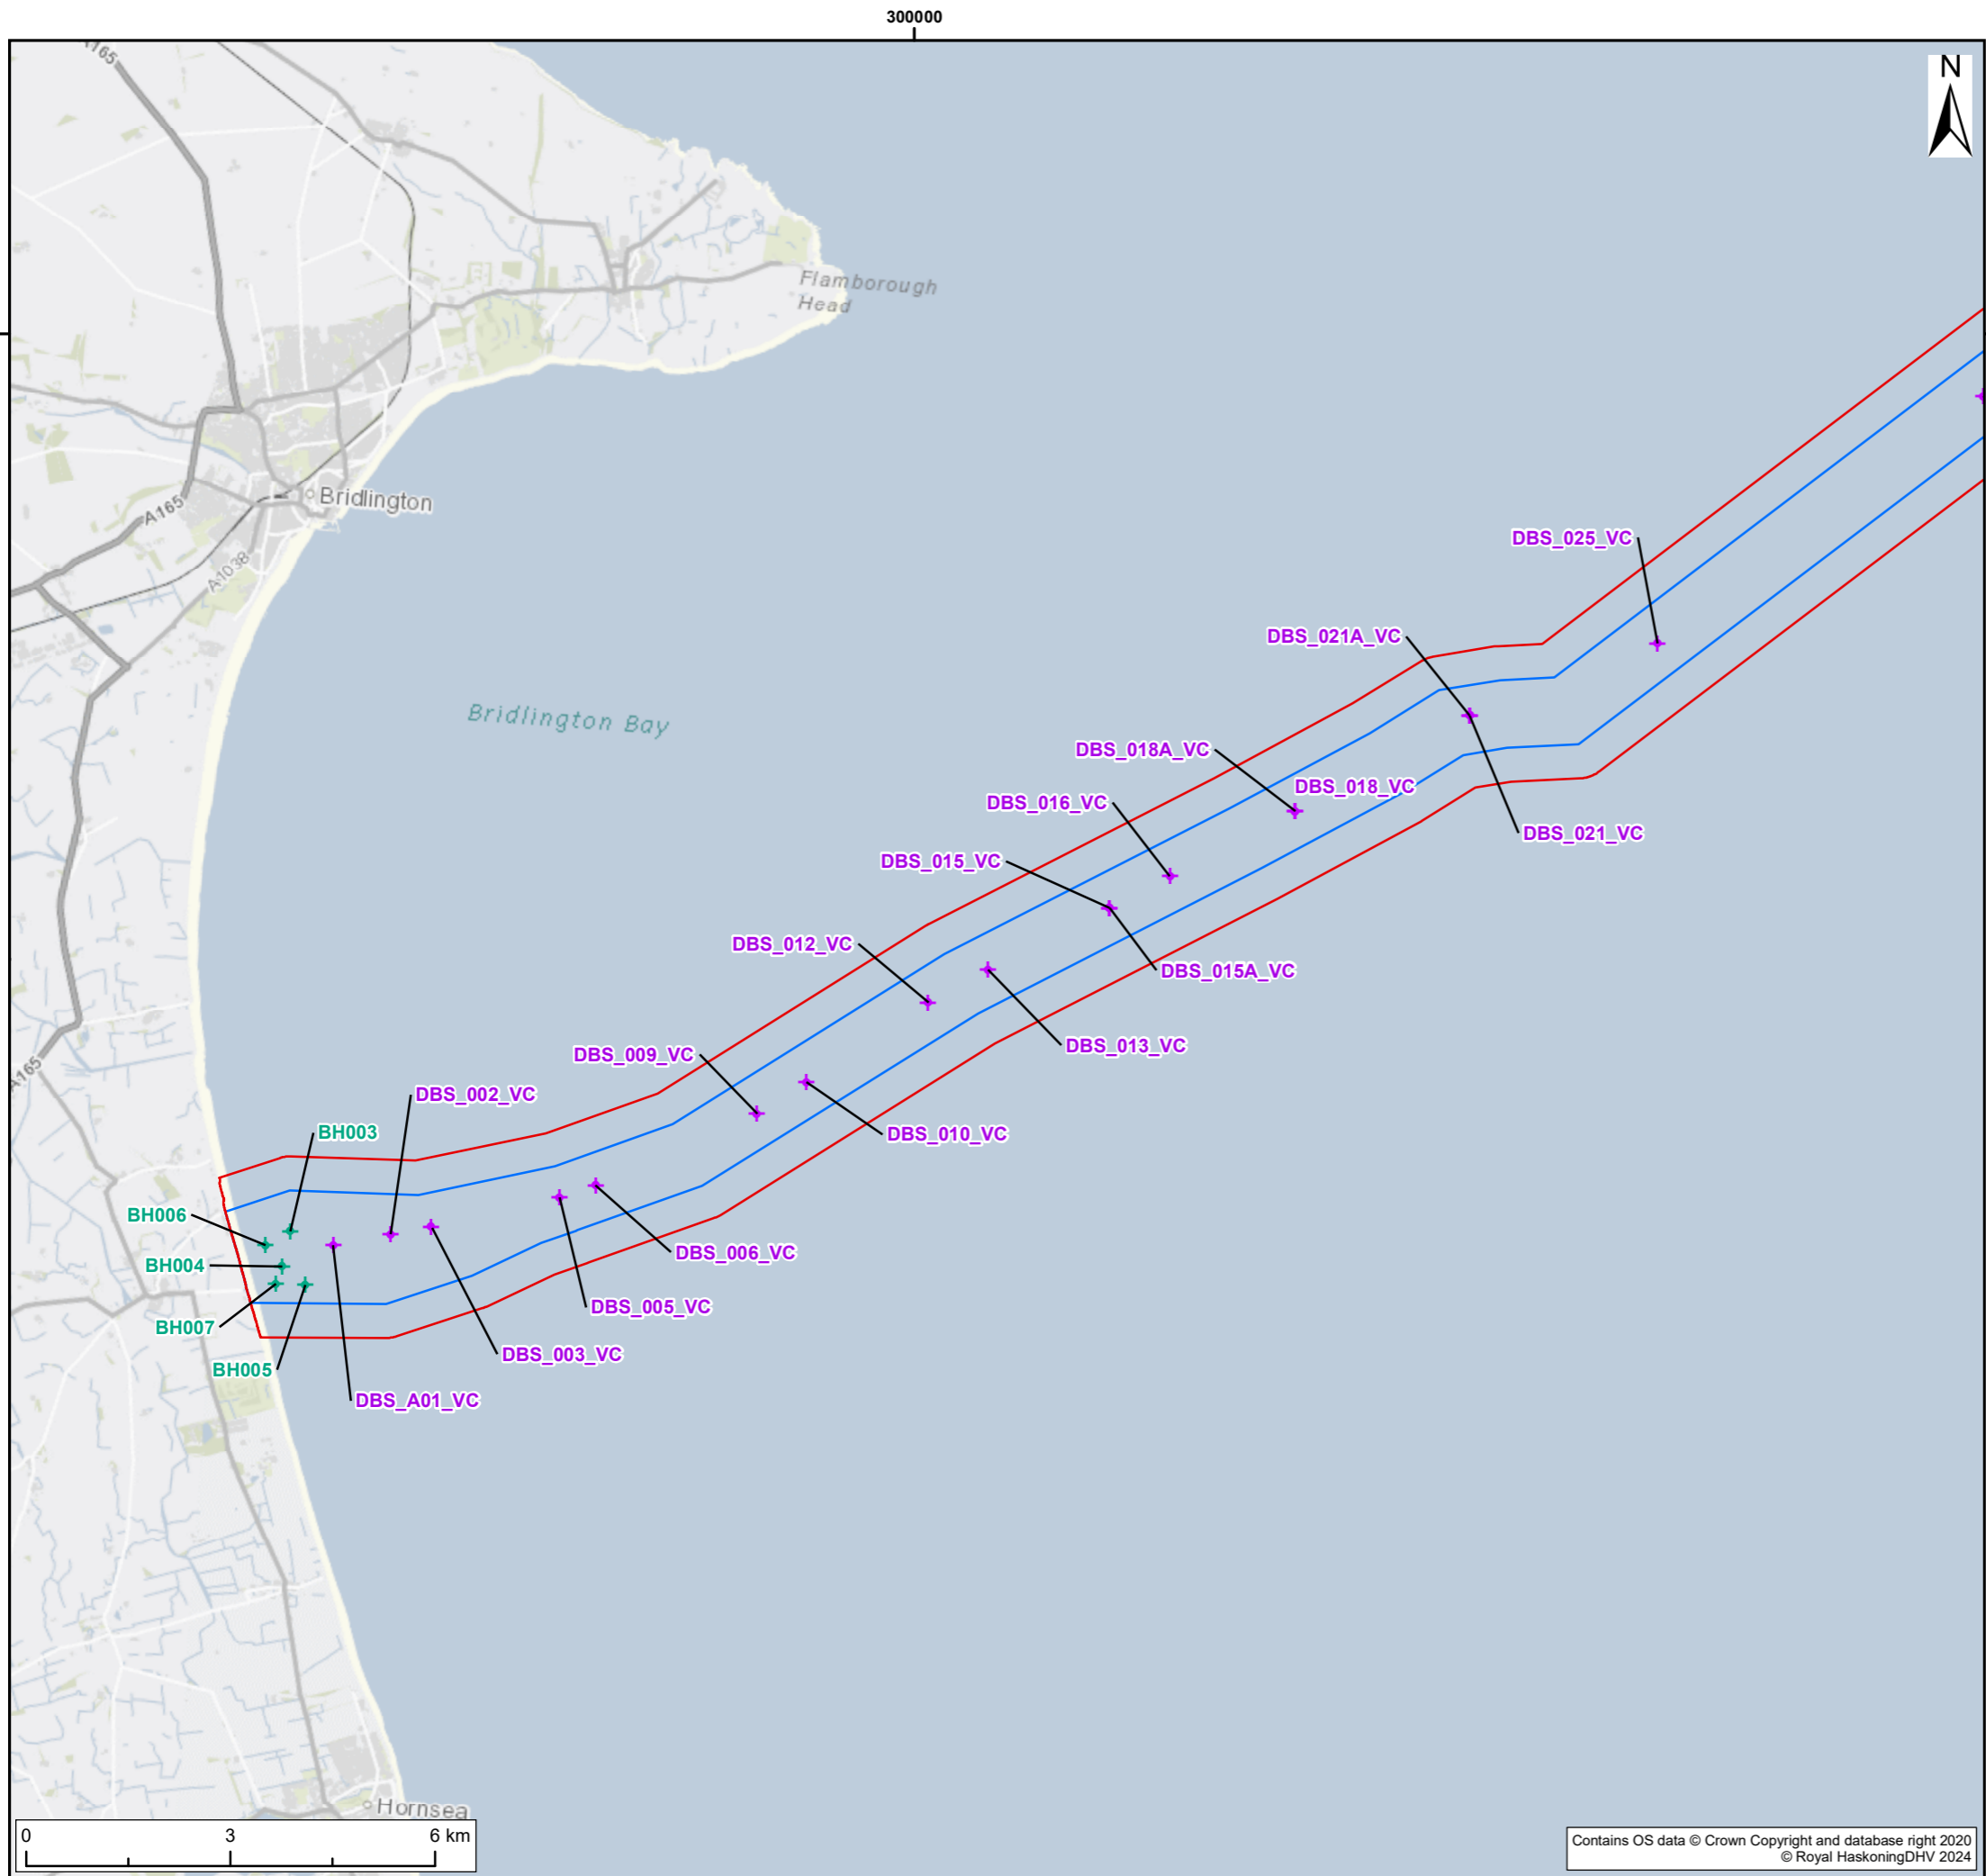 300000
A165
N
Flamborough
Head
Bridlington
A165
DBS_025_VC
A1038
DBS_021A_VC
Bridlington Bay
DBS_018A_VC
DBS_018_VC
DBS_016_VC
DBS_021_VC
DBS_015_VC
DBS_012_VC
DBS_015A_VC
DBS_013_VC
DBS_009_VC
A165
DBS_002_VC
BH003
DBS_010_VC
BH006
DBS_006_VC
BH004
DBS_005_VC
BH007
DBS_003_VC
BH005
DBS_A01_VC
Hornsea
0 3 6 km
Contains OS data © Crown Copyright and database right 2020
© Royal HaskoningDHV 2024